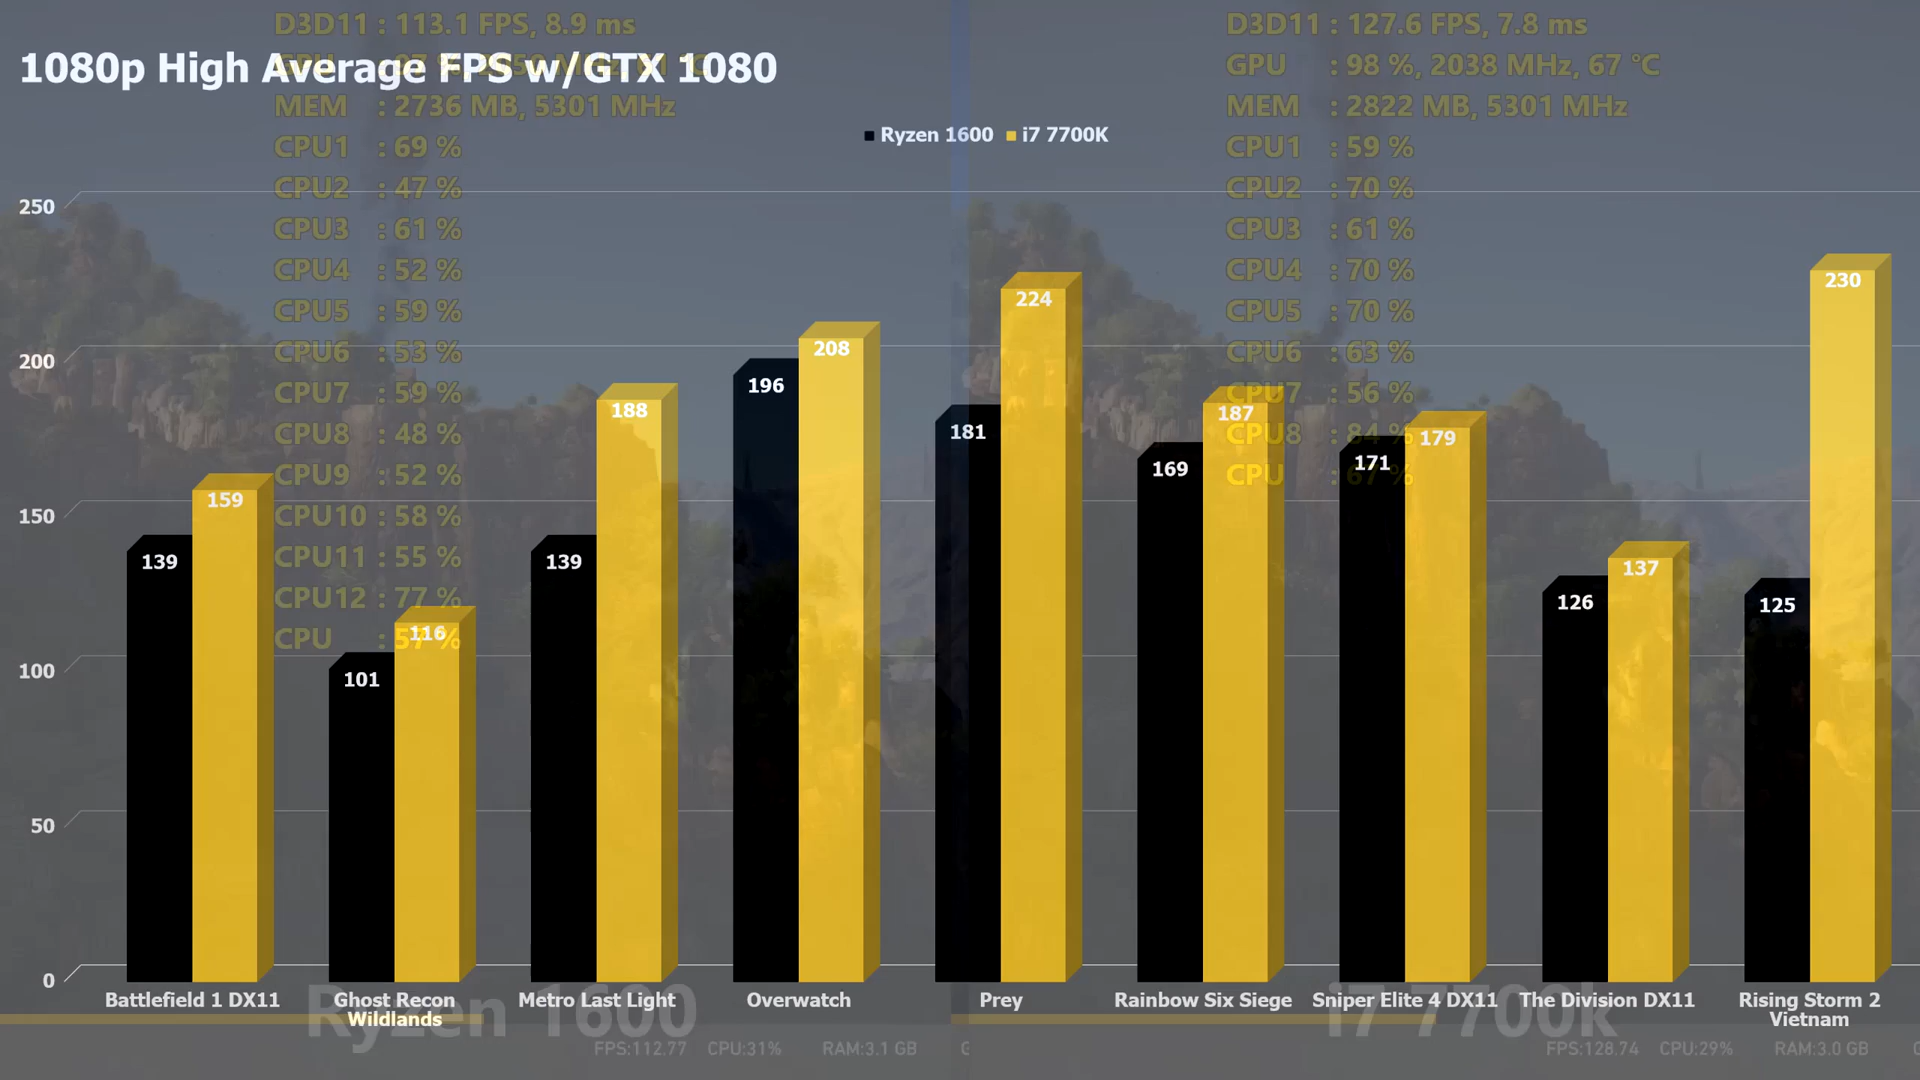 D3D11 : 113.1 FPS, 8.9 ms
D3D11 : 127.6 FPS, 7.8 ms
1080p High Average FPS w/GTX 1080
GPU : 98 %, 2038 MHz, 67 °C
MEM : 2736 MB, 5301 MHz
MEM : 2822 MB, 5301 MHz
Ryzen 1600 i7 7700K
CPU1 : 69 %
CPU2 : 47 %
CPU3 : 61 %
CPU4 : 52 %
CPU5 : 59 %
CPU6 : 53 %
CPU7 : 59 %
CPU8 : 48 %
CPU9 : 52 %
CPU10 : 58 %
CPU11 : 55 %
CPU12 : 77 %
CPU : 57 %
CPU1 : 59 %
CPU2 : 70 %
CPU3 : 61 %
CPU4 : 70 %
CPU5 : 70 %
CPU6 : 63 %
CPU7 : 56 %
CPU8 : 84 %
CPU : 67 %
250
200
150
100
50
0
139 159
101 116
139 188
196 208
181 224
169 187
171 179
126 137
125 230
Battlefield 1 DX11
Ghost Recon
Wildlands
Metro Last Light
Overwatch
Prey
Rainbow Six Siege
Sniper Elite 4 DX11
The Division DX11
Rising Storm 2
Vietnam
Ryzen 1600
i7 7700k
FPS:112.77 CPU:31% RAM:3.1 GB
FPS:128.74 CPU:29% RAM:3.0 GB